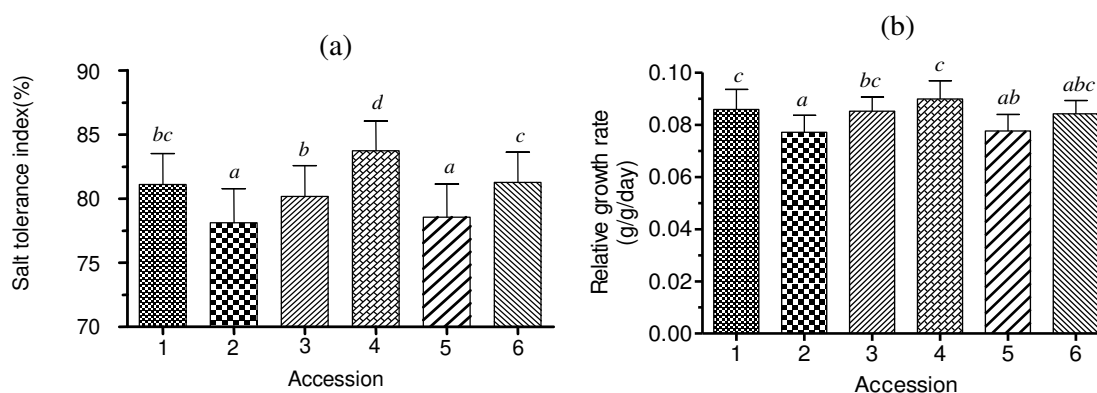 (a)
Salt tolerance index(%)
90
85
80
75
70
bc
a
b
d
a
c
1 2 3 4 5 6
Accession
(b)
Relative growth rate
(g/g/day)
0.10
0.08
0.06
0.04
0.02
0.00
c
a
bc
c
ab
abc
1 2 3 4 5 6
Accession